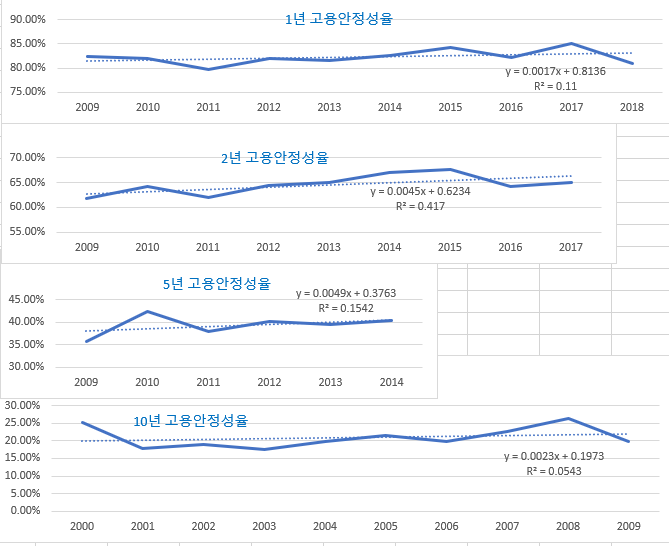 1년 고용안정성율
90.00%
85.00%
80.00%
75.00%
y = 0.0017x + 0.8136
R² = 0.11
2009 2010 2011 2012 2013 2014 2015 2016 2017 2018
2년 고용안정성율
70.00%
65.00%
60.00%
55.00%
y = 0.0045x + 0.6234
R² = 0.417
2009 2010 2011 2012 2013 2014 2015 2016 2017
5년 고용안정성율
y = 0.0049x + 0.3763
R² = 0.1542
45.00%
40.00%
35.00%
30.00%
2009 2010 2011 2012 2013 2014
10년 고용안정성율
30.00%
25.00%
20.00%
15.00%
10.00%
5.00%
0.00%
y = 0.0023x + 0.1973
R² = 0.0543
2000 2001 2002 2003 2004 2005 2006 2007 2008 2009